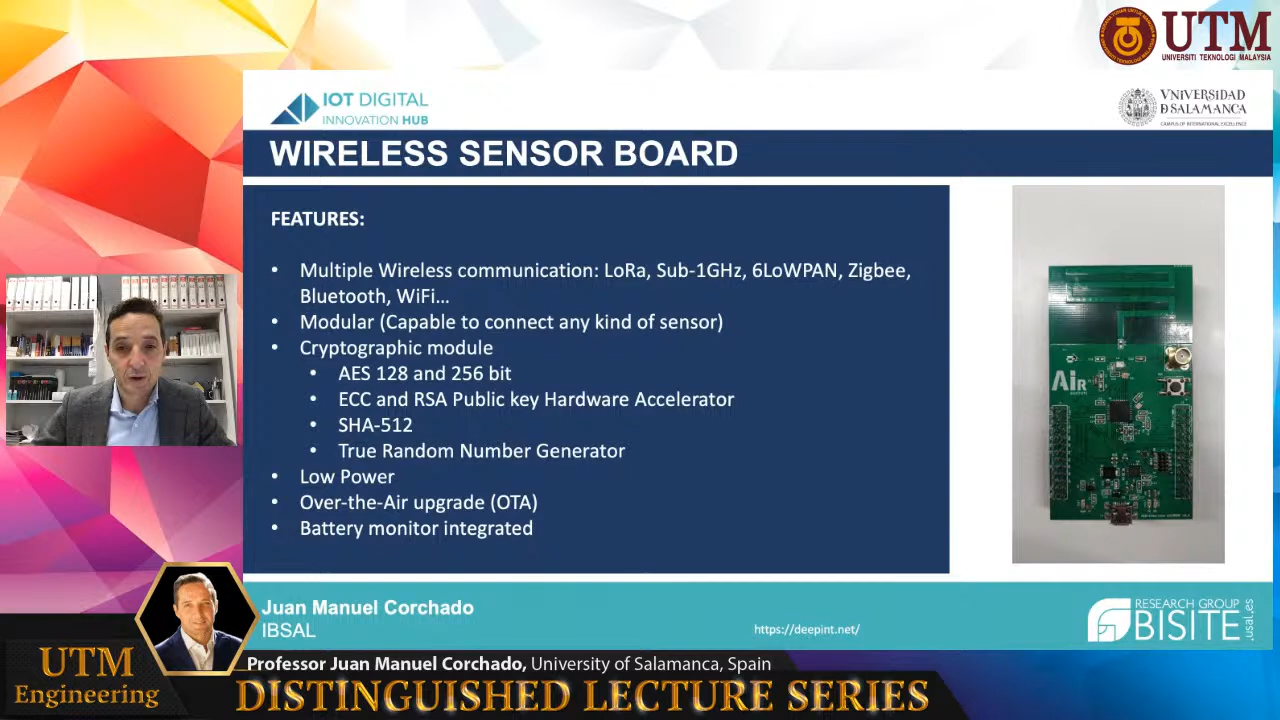 UTM
UNIVERSITI TEKNOLOGI MALAYSIA
IOT DIGITAL
INNOVATION HUB
VNiVERSiDAD
DSALAMANCA
CAMPUS OF INTERNATIONAL EXCELLENCE
WIRELESS SENSOR BOARD
FEATURES:
• Multiple Wireless communication: LoRa, Sub-1GHz, 6LoWPAN, Zigbee,
Bluetooth, WiFi…
• Modular (Capable to connect any kind of sensor)
• Cryptographic module
• AES 128 and 256 bit
• ECC and RSA Public key Hardware Accelerator
• SHA-512
• True Random Number Generator
• Low Power
• Over-the-Air upgrade (OTA)
• Battery monitor integrated
AiR
Juan Manuel Corchado
IBSAL
https://deepint.net/
RESEARCH GROUP
BISITE
.usal.es
Professor Juan Manuel Corchado, University of Salamanca, Spain
UTM
Engineering
DISTINGUISHED LECTURE SERIES